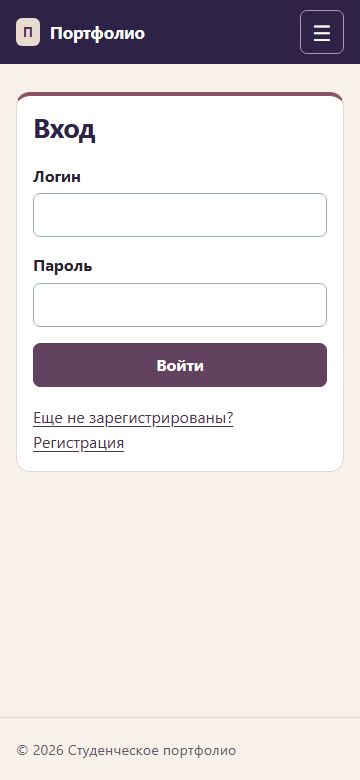 П Портфолио
Вход
Логин
Пароль
Войти
Еще не зарегистрированы?
Регистрация
© 2026 Студенческое портфолио